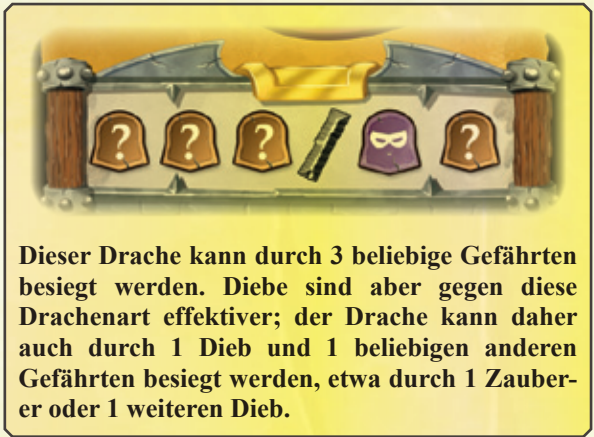 ? ? ? / ?
Dieser Drache kann durch 3 beliebige Gefährten
besiegt werden. Diebe sind aber gegen diese
Drachenart effektiver; der Drache kann daher
auch durch 1 Dieb und 1 beliebigen anderen
Gefährten besiegt werden, etwa durch 1 Zauber-
er oder 1 weiteren Dieb.